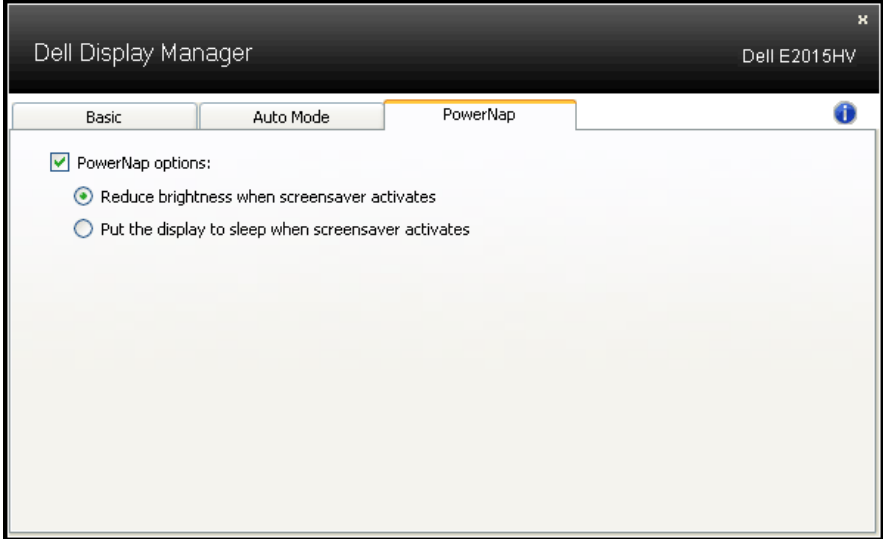 Dell Display Manager
Dell E2015HV
Basic
Auto Mode
PowerNap
PowerNap options:
Reduce brightness when screensaver activates
Put the display to sleep when screensaver activates